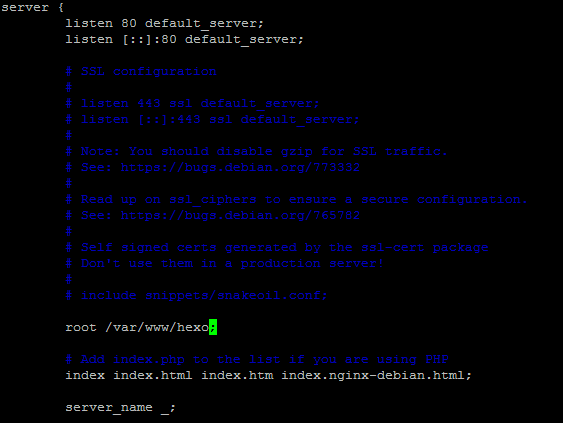 server {
listen 80 default_server;
listen [::]:80 default_server;
# SSL configuration
#
# listen 443 ssl default_server;
# listen [::]:443 ssl default_server;
#
# Note: You should disable gzip for SSL traffic.
# See: https://bugs.debian.org/773332
#
# Read up on ssl_ciphers to ensure a secure configuration.
# See: https://bugs.debian.org/765782
#
# Self signed certs generated by the ssl-cert package
# Don't use them in a production server!
#
# include snippets/snakeoil.conf;
root /var/www/hexo;
# Add index.php to the list if you are using PHP
index index.html index.htm index.nginx-debian.html;
server_name _;